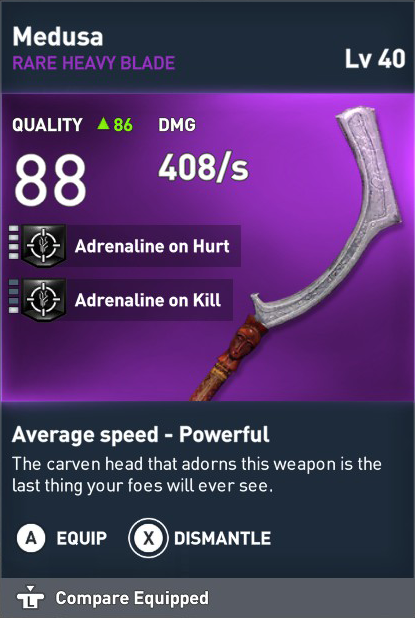 Medusa
RARE HEAVY BLADE
Lv 40
QUALITY ▲86 DMG
88 408/s
Adrenaline on Hurt
Adrenaline on Kill
Average speed - Powerful
The carven head that adorns this weapon is the
last thing your foes will ever see.
A EQUIP X DISMANTLE
L Compare Equipped